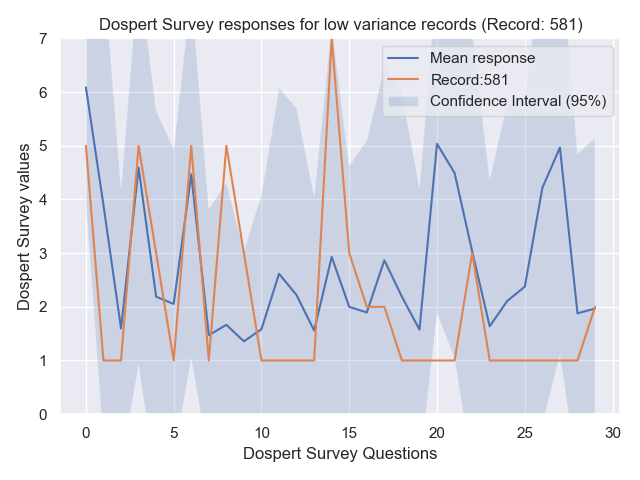 Dospert Survey responses for low variance records (Record: 581)
Mean response
Record:581
Confidence Interval (95%)
Dospert Survey values
7
6
5
4
3
2
1
0
0 5 10 15 20 25 30
Dospert Survey Questions